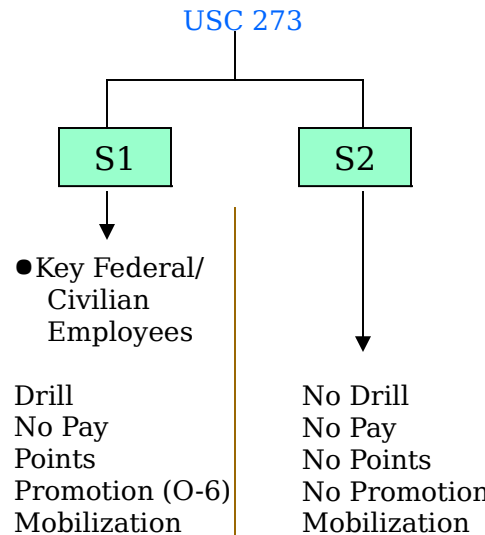 USC 273
S1
S2
●Key Federal/
Civilian
Employees
Drill
No Pay
Points
Promotion (O-6)
Mobilization
No Drill
No Pay
No Points
No Promotion
Mobilization